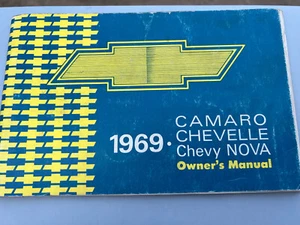 CAMARO
1969 • CHEVELLE
Chevy NOVA
Owner's Manual